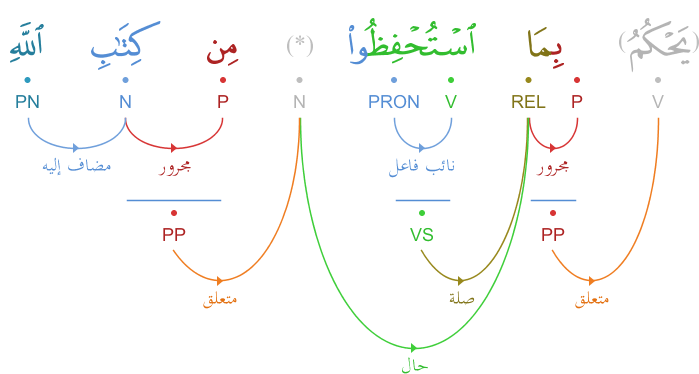 (يَحْكُمُ) بِمَا ٱسْتُحْفِظُوا۟ (*) مِن كِتَٰبِ ٱللَّهِ
V P REL V PRON N P N PN
مجرور نائب فاعل مجرور مضاف إليه
PP VS PP
متعلق صلة متعلق
حال